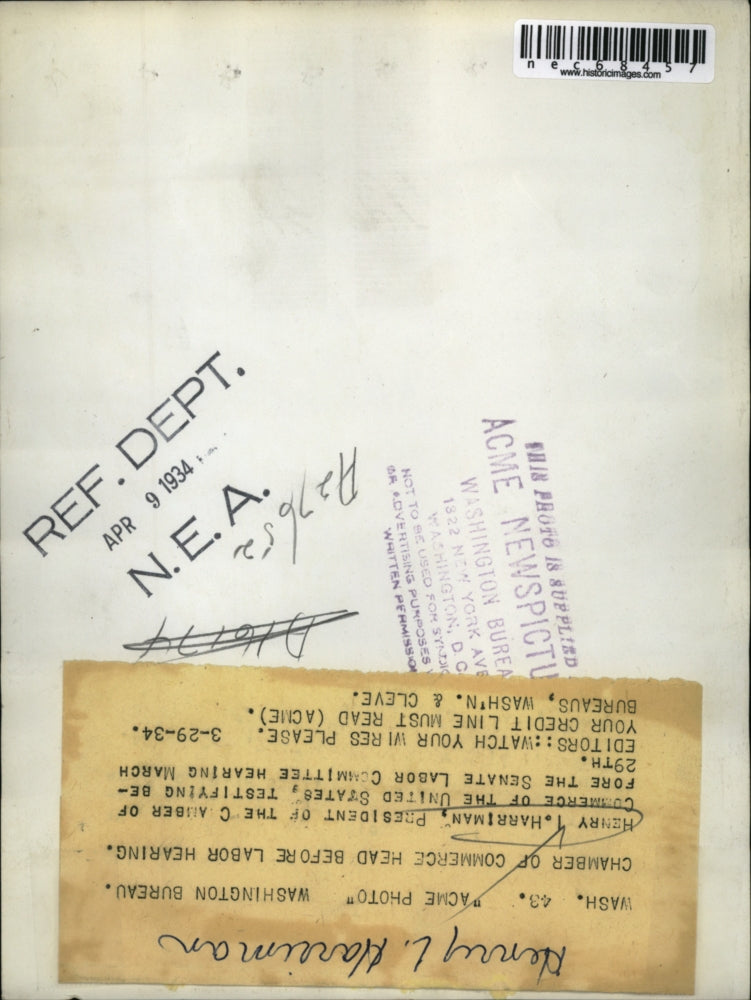 nec68457
www.historicimages.com
REF. DEPT.
APR 9 1934
N. E. A.
THIS PHOTO IS SUPPLIED
ACME NEWSPICTU
WASHINGTON BUREA
1822 NEW YORK AVE
WASHINGTON, D C
NOT TO BE USED FOR SYNDIC
OR ADVERTISING PURPOSES
WRITTEN PERMISSION
Henry L. Harriman
WASH. 43. "ACME PHOTO" WASHINGTON BUREAU
CHAMBER OF COMMERCE HEAD BEFORE LABOR HEARING.
HENRY I. HARRIMAN, PRESIDENT OF THE C AMBER OF
COMMERCE OF THE UNITED STATES, TESTIFYING BE-
FORE THE SENATE LABOR COMMITTEE HEARING MARCH
29TH.
EDITORS::WATCH YOUR WIRES PLEASE. 3-29-34.
YOUR CREDIT LINE MUST READ (ACME).
BUREAUS, WASH'N. & CLEVE.